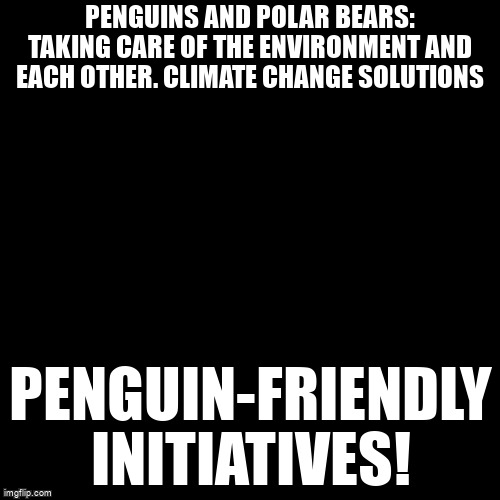 PENGUINS AND POLAR BEARS:
TAKING CARE OF THE ENVIRONMENT AND
EACH OTHER. CLIMATE CHANGE SOLUTIONS
PENGUIN-FRIENDLY
INITIATIVES!
imgflip.com